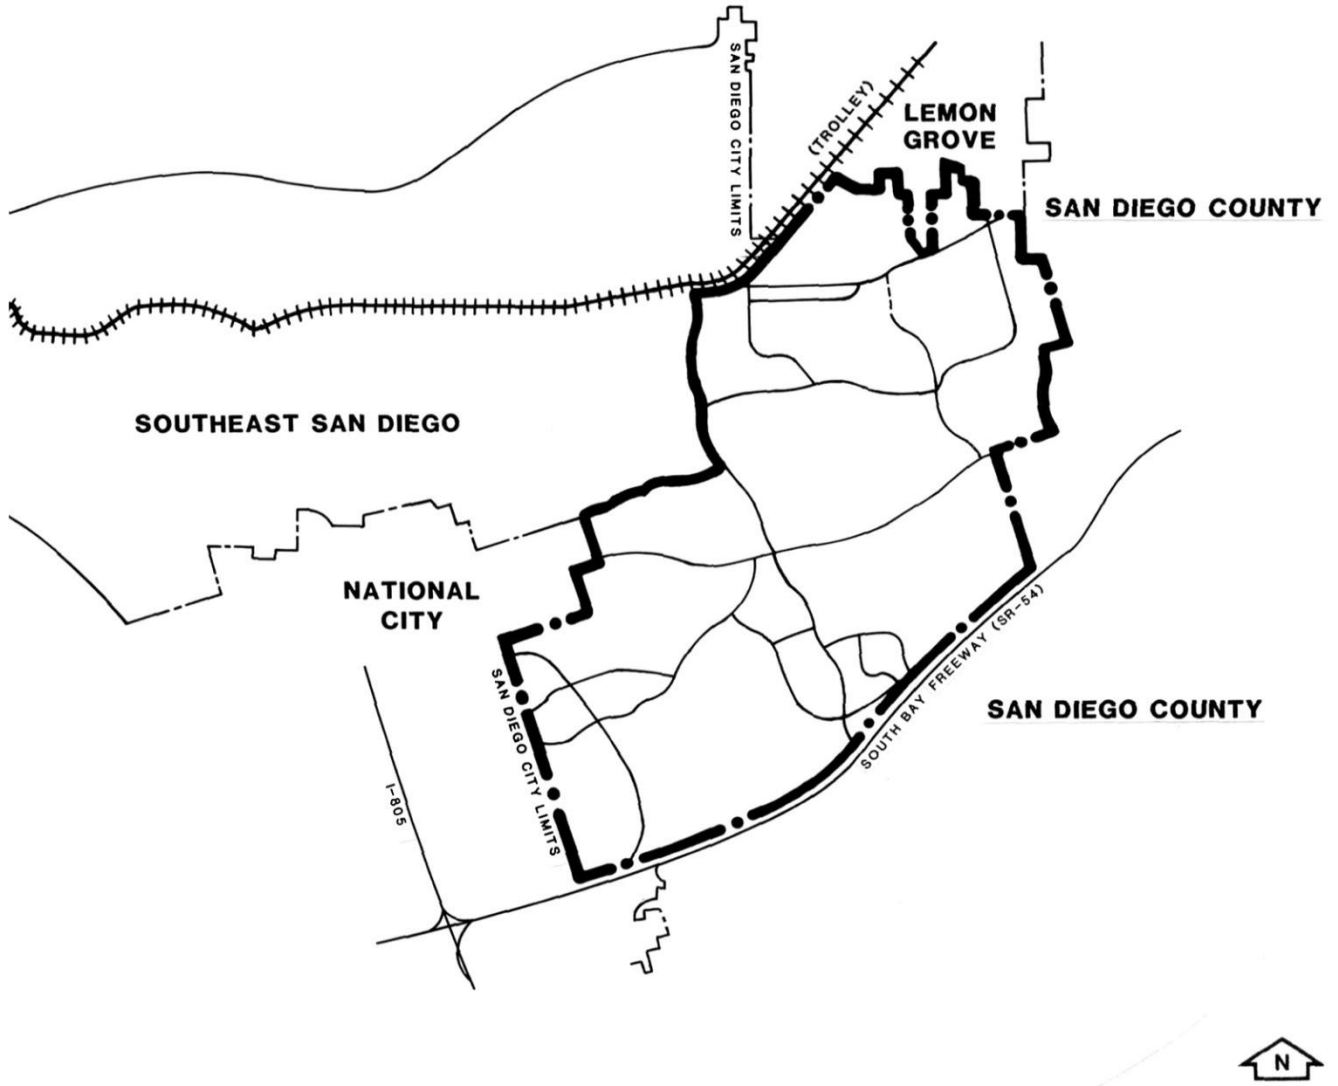 SAN DIEGO CITY LIMITS
(TROLLEY)
LEMON
GROVE
SAN DIEGO COUNTY
SOUTHEAST SAN DIEGO
NATIONAL
CITY
SAN DIEGO CITY LIMITS
I-805
SOUTH BAY FREEWAY (SR-54)
SAN DIEGO COUNTY
N